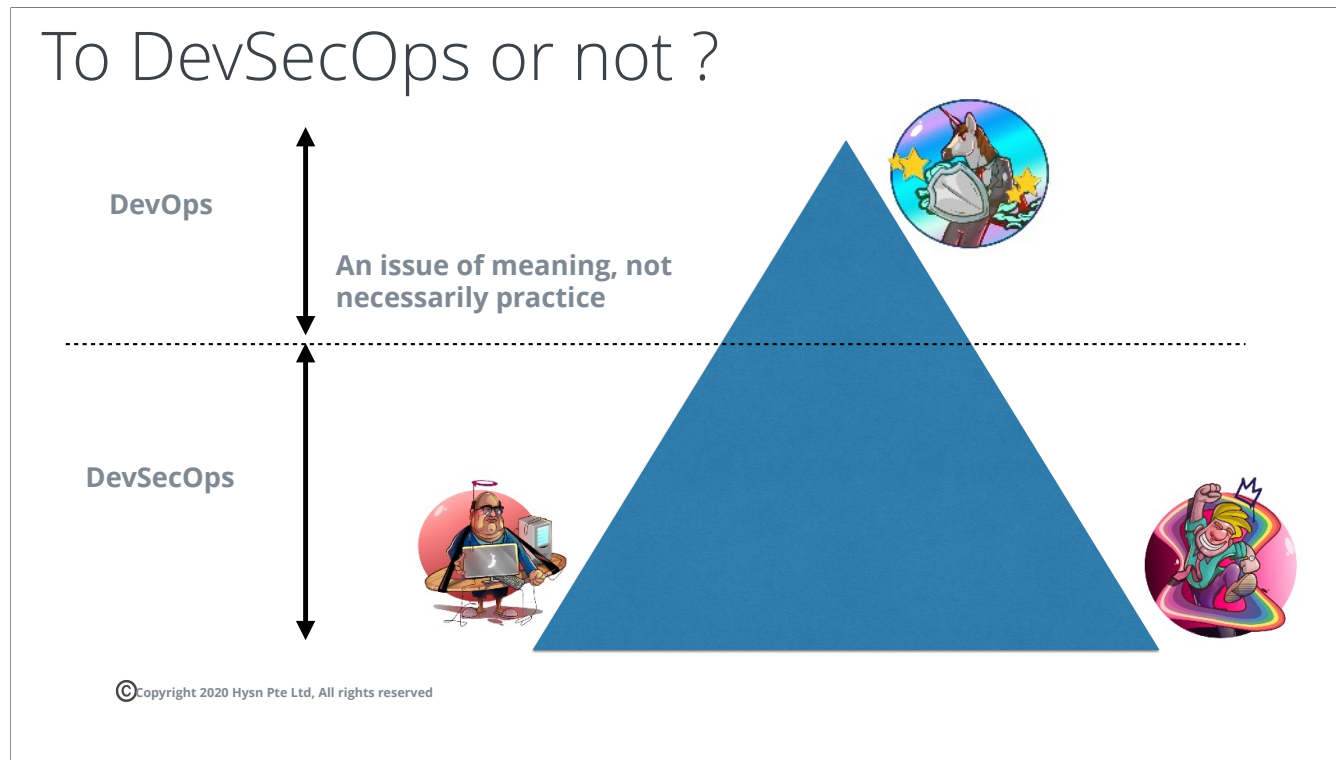 To DevSecOps or not ?
DevOps
An issue of meaning, not
necessarily practice
DevSecOps
©Copyright 2020 Hysn Pte Ltd, All rights reserved